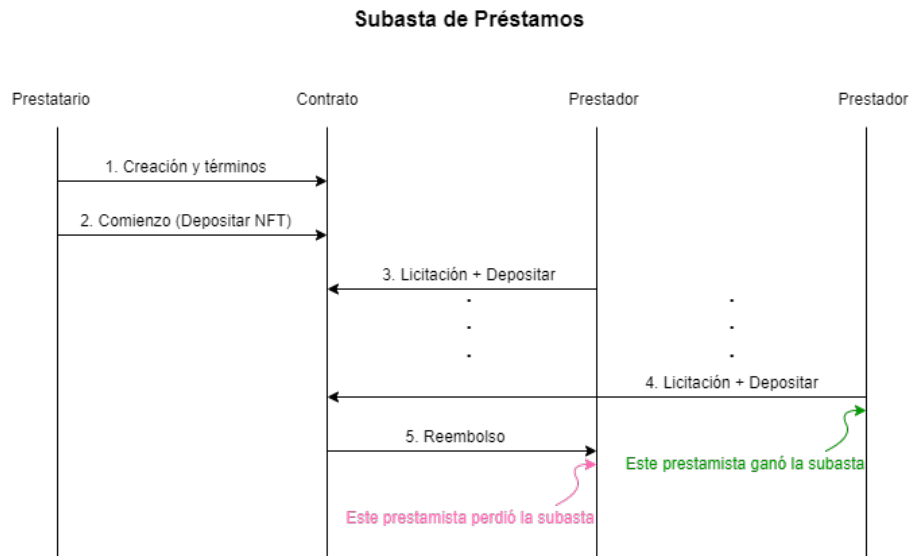 Subasta de Préstamos
Prestatario
Contrato
Prestador
Prestador
1. Creación y términos
2. Comienzo (Depositar NFT)
3. Licitación + Depositar
4. Licitación + Depositar
5. Reembolso
Este prestamista ganó la subasta
Este prestamista perdió la subasta